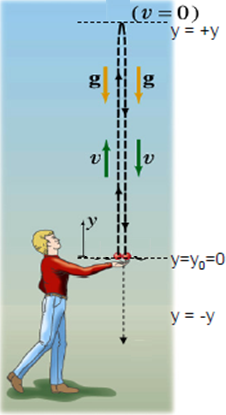 (v = 0)
y = +y
g g
v v
y
y=y₀=0
y = -y